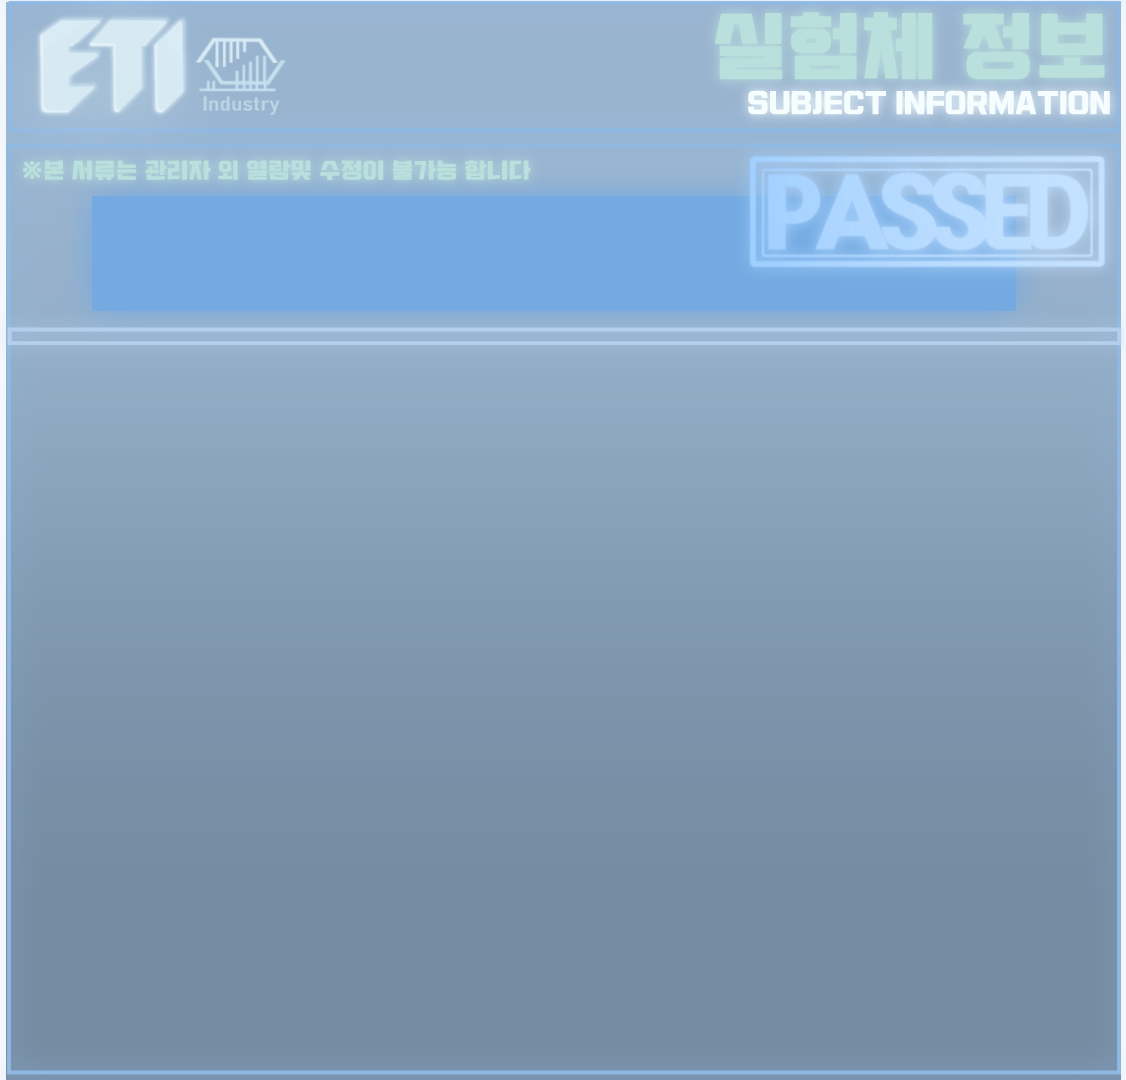 ETI
Industry
실험체 정보
SUBJECT INFORMATION
※본 서류는 관리자 외 열람및 수정이 불가능 합니다
PASSED